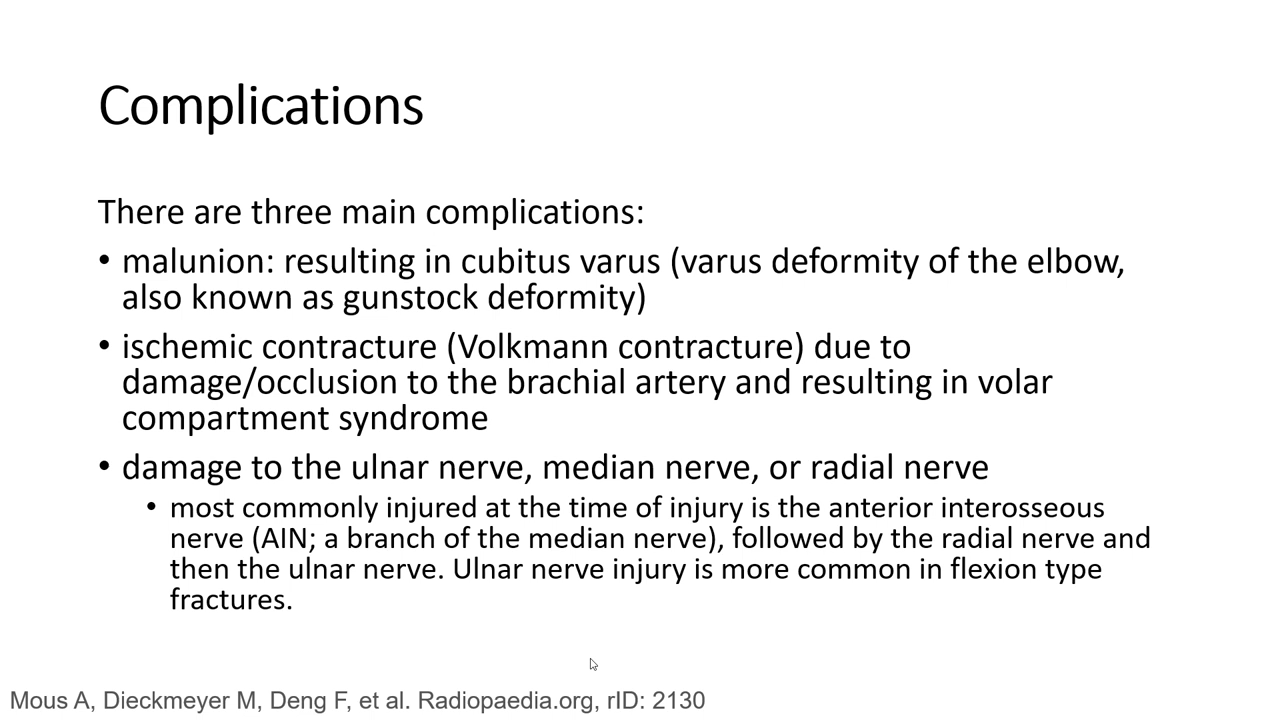 Complications
There are three main complications:
• malunion: resulting in cubitus varus (varus deformity of the elbow,
also known as gunstock deformity)
• ischemic contracture (Volkmann contracture) due to
damage/occlusion to the brachial artery and resulting in volar
compartment syndrome
• damage to the ulnar nerve, median nerve, or radial nerve
• most commonly injured at the time of injury is the anterior interosseous
nerve (AIN; a branch of the median nerve), followed by the radial nerve and
then the ulnar nerve. Ulnar nerve injury is more common in flexion type
fractures.
Mous A, Dieckmeyer M, Deng F, et al. Radiopaedia.org, rID: 2130